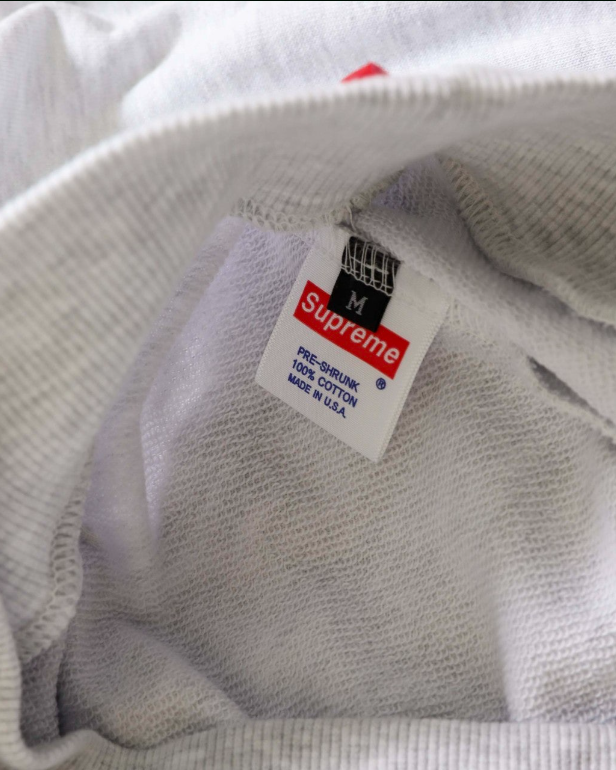 M
Supreme
®
PRE-SHRUNK
100% COTTON
MADE IN U.S.A.